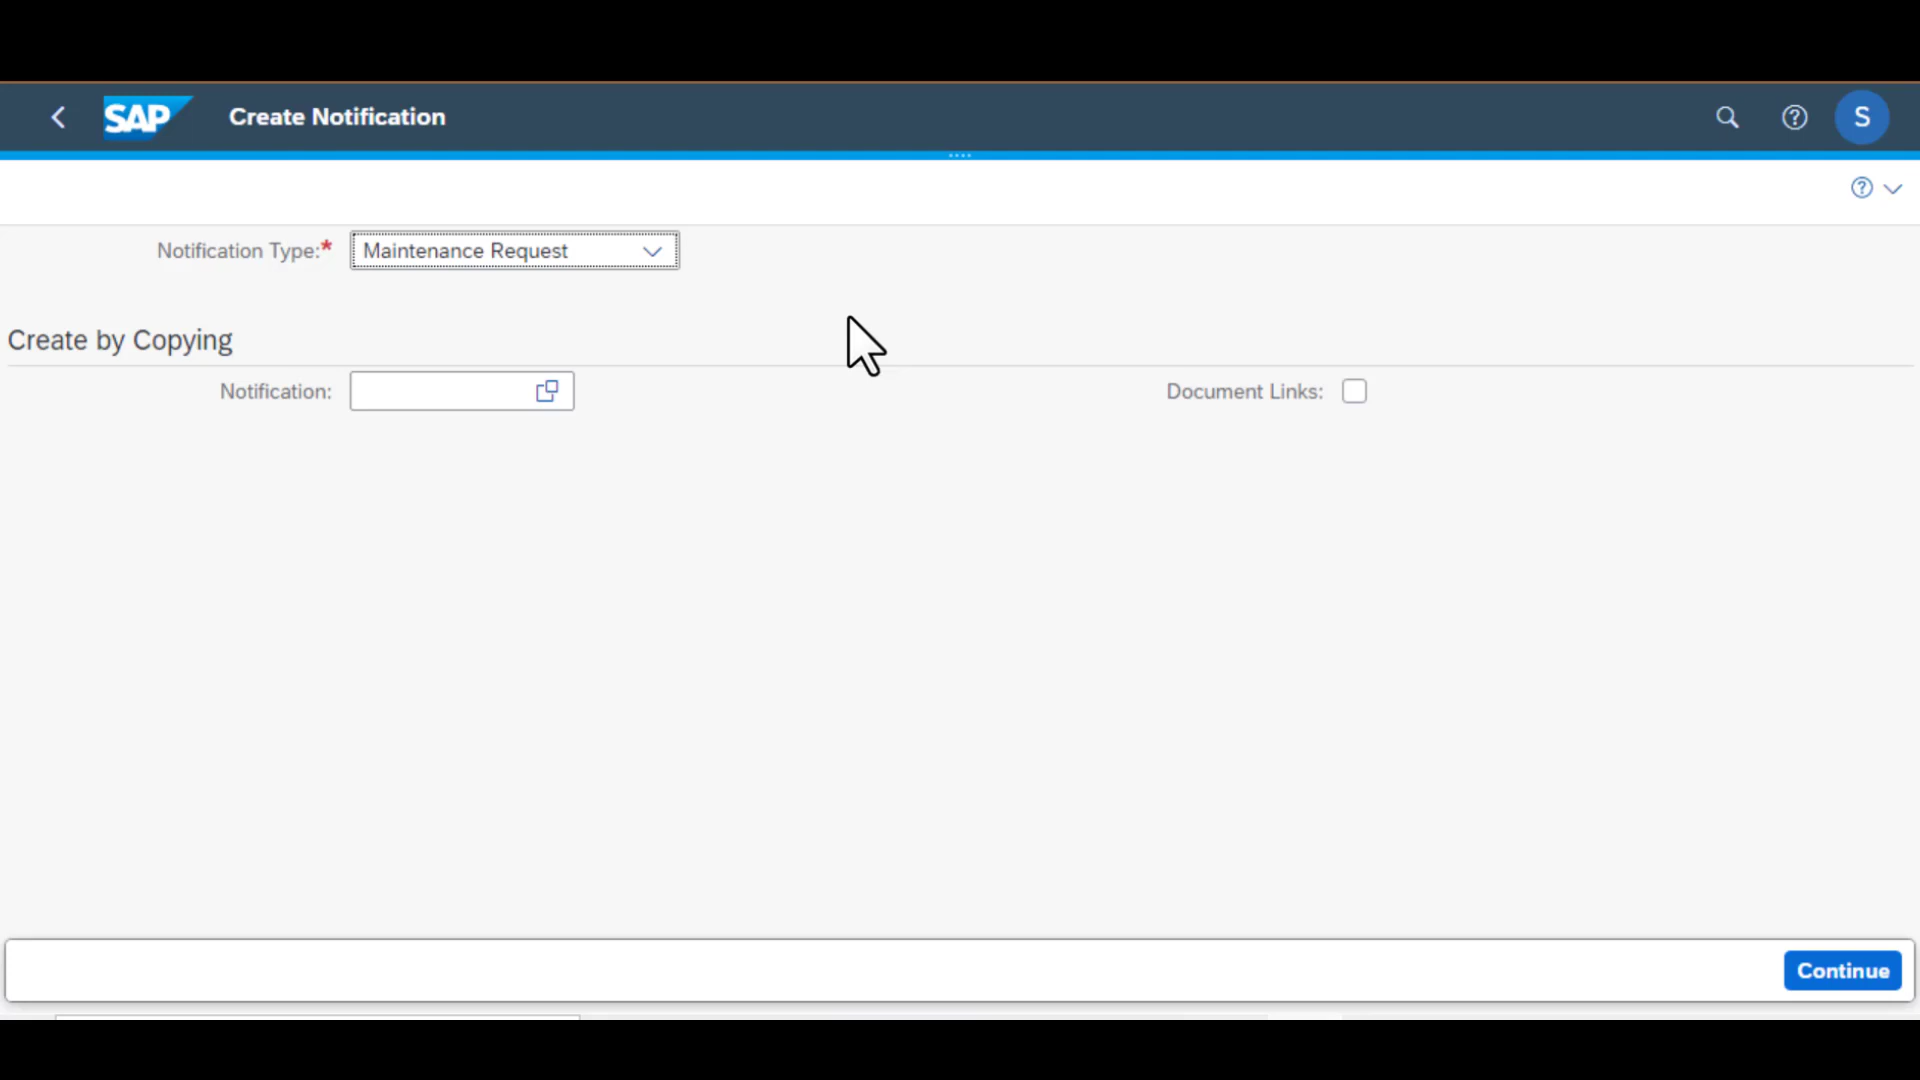 SAP Create Notification S
Notification Type:* Maintenance Request
Create by Copying
Notification: Document Links:
Continue